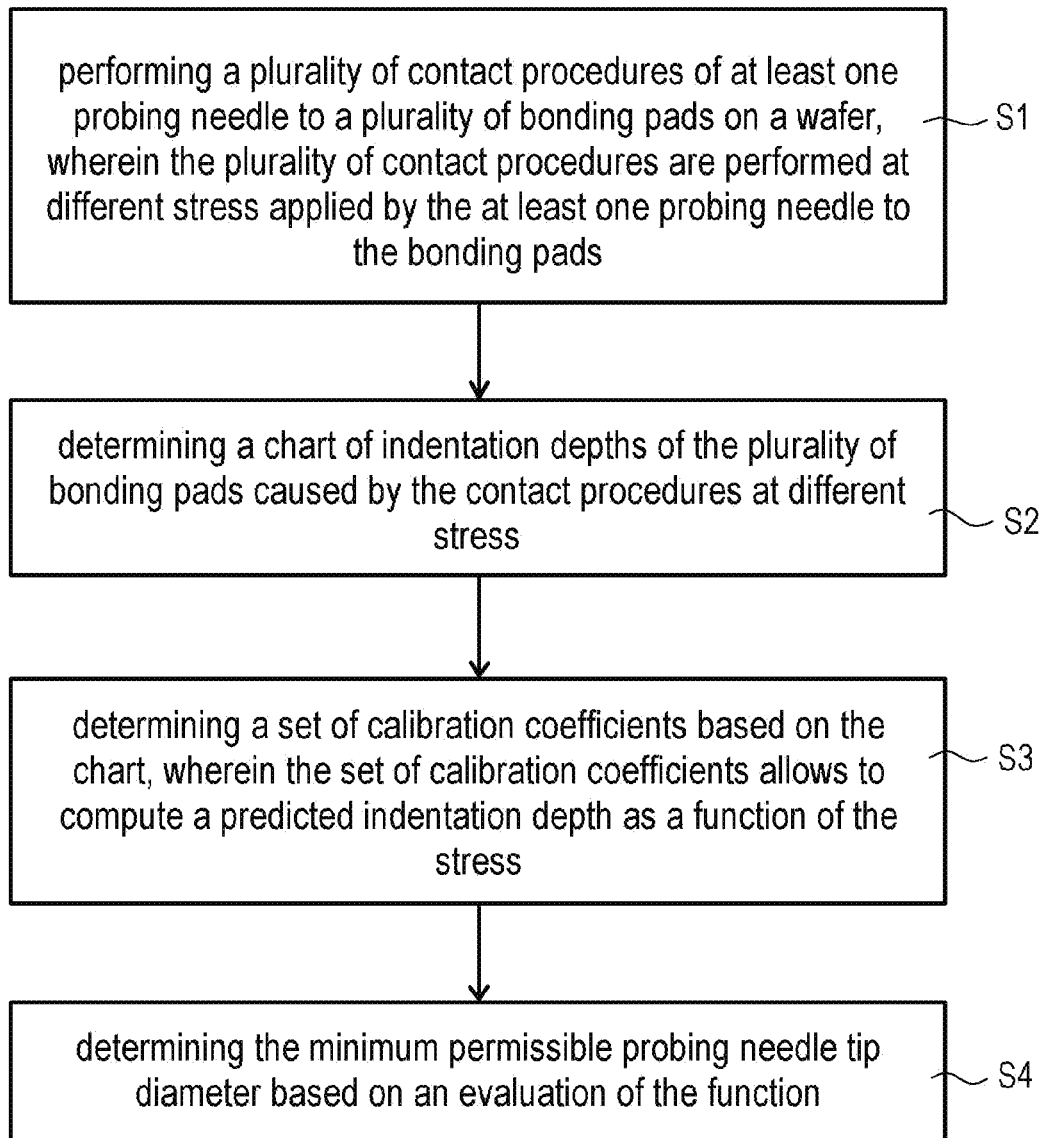 performing a plurality of contact procedures of at least one
probing needle to a plurality of bonding pads on a wafer,
wherein the plurality of contact procedures are performed at
different stress applied by the at least one probing needle to
the bonding pads
S1
determining a chart of indentation depths of the plurality of
bonding pads caused by the contact procedures at different
stress
S2
determining a set of calibration coefficients based on the
chart, wherein the set of calibration coefficients allows to
compute a predicted indentation depth as a function of the
stress
S3
determining the minimum permissible probing needle tip
diameter based on an evaluation of the function
S4